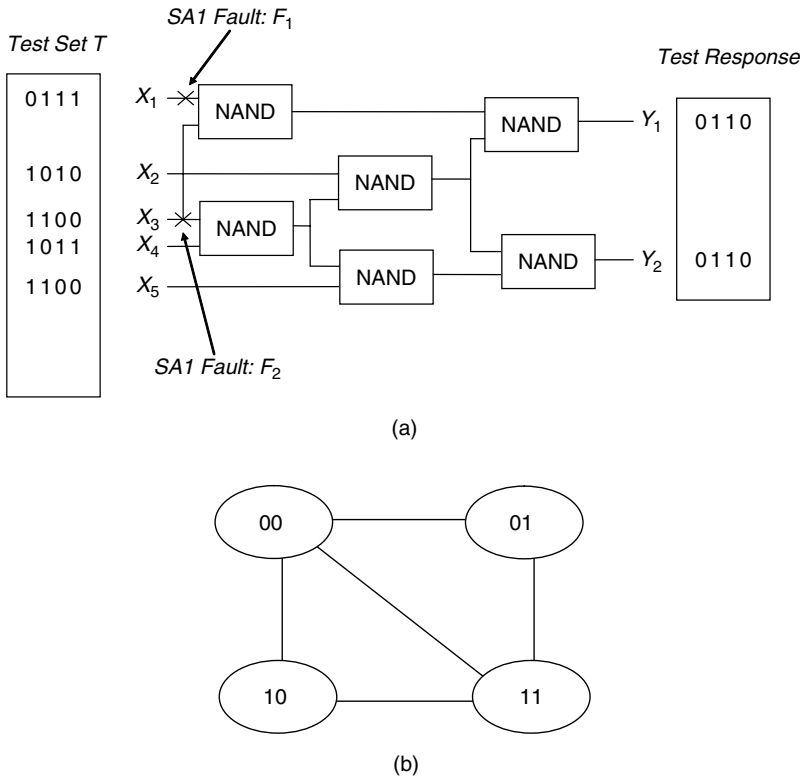 SA1 Fault: F1
Test Set T
Test Response
0111
X1
NAND
NAND
Y1
0110
1010
X2
NAND
1100
X3
NAND
1011
X4
NAND
Y2
0110
1100
X5
NAND
SA1 Fault: F2
(a)
00
01
10
11
(b)